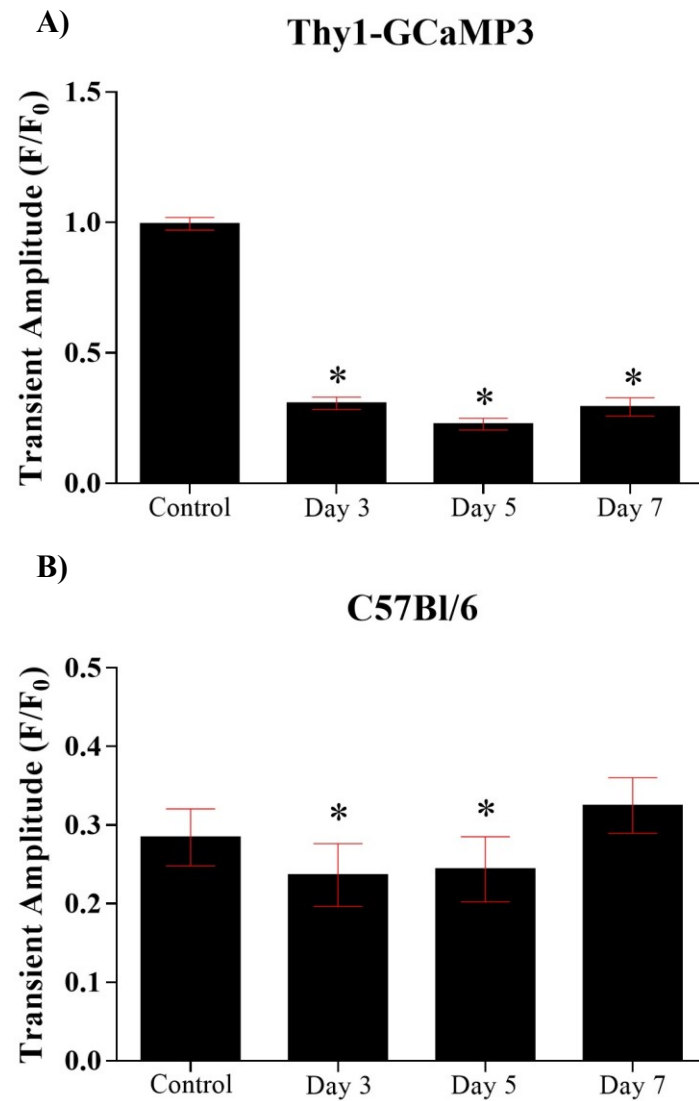 A)
Thy1-GCaMP3
Transient Amplitude (F/F₀)
1.5
1.0
0.5
0.0
* * *
Control Day 3 Day 5 Day 7
B)
C57Bl/6
Transient Amplitude (F/F₀)
0.5
0.4
0.3
0.2
0.1
0.0
* *
Control Day 3 Day 5 Day 7